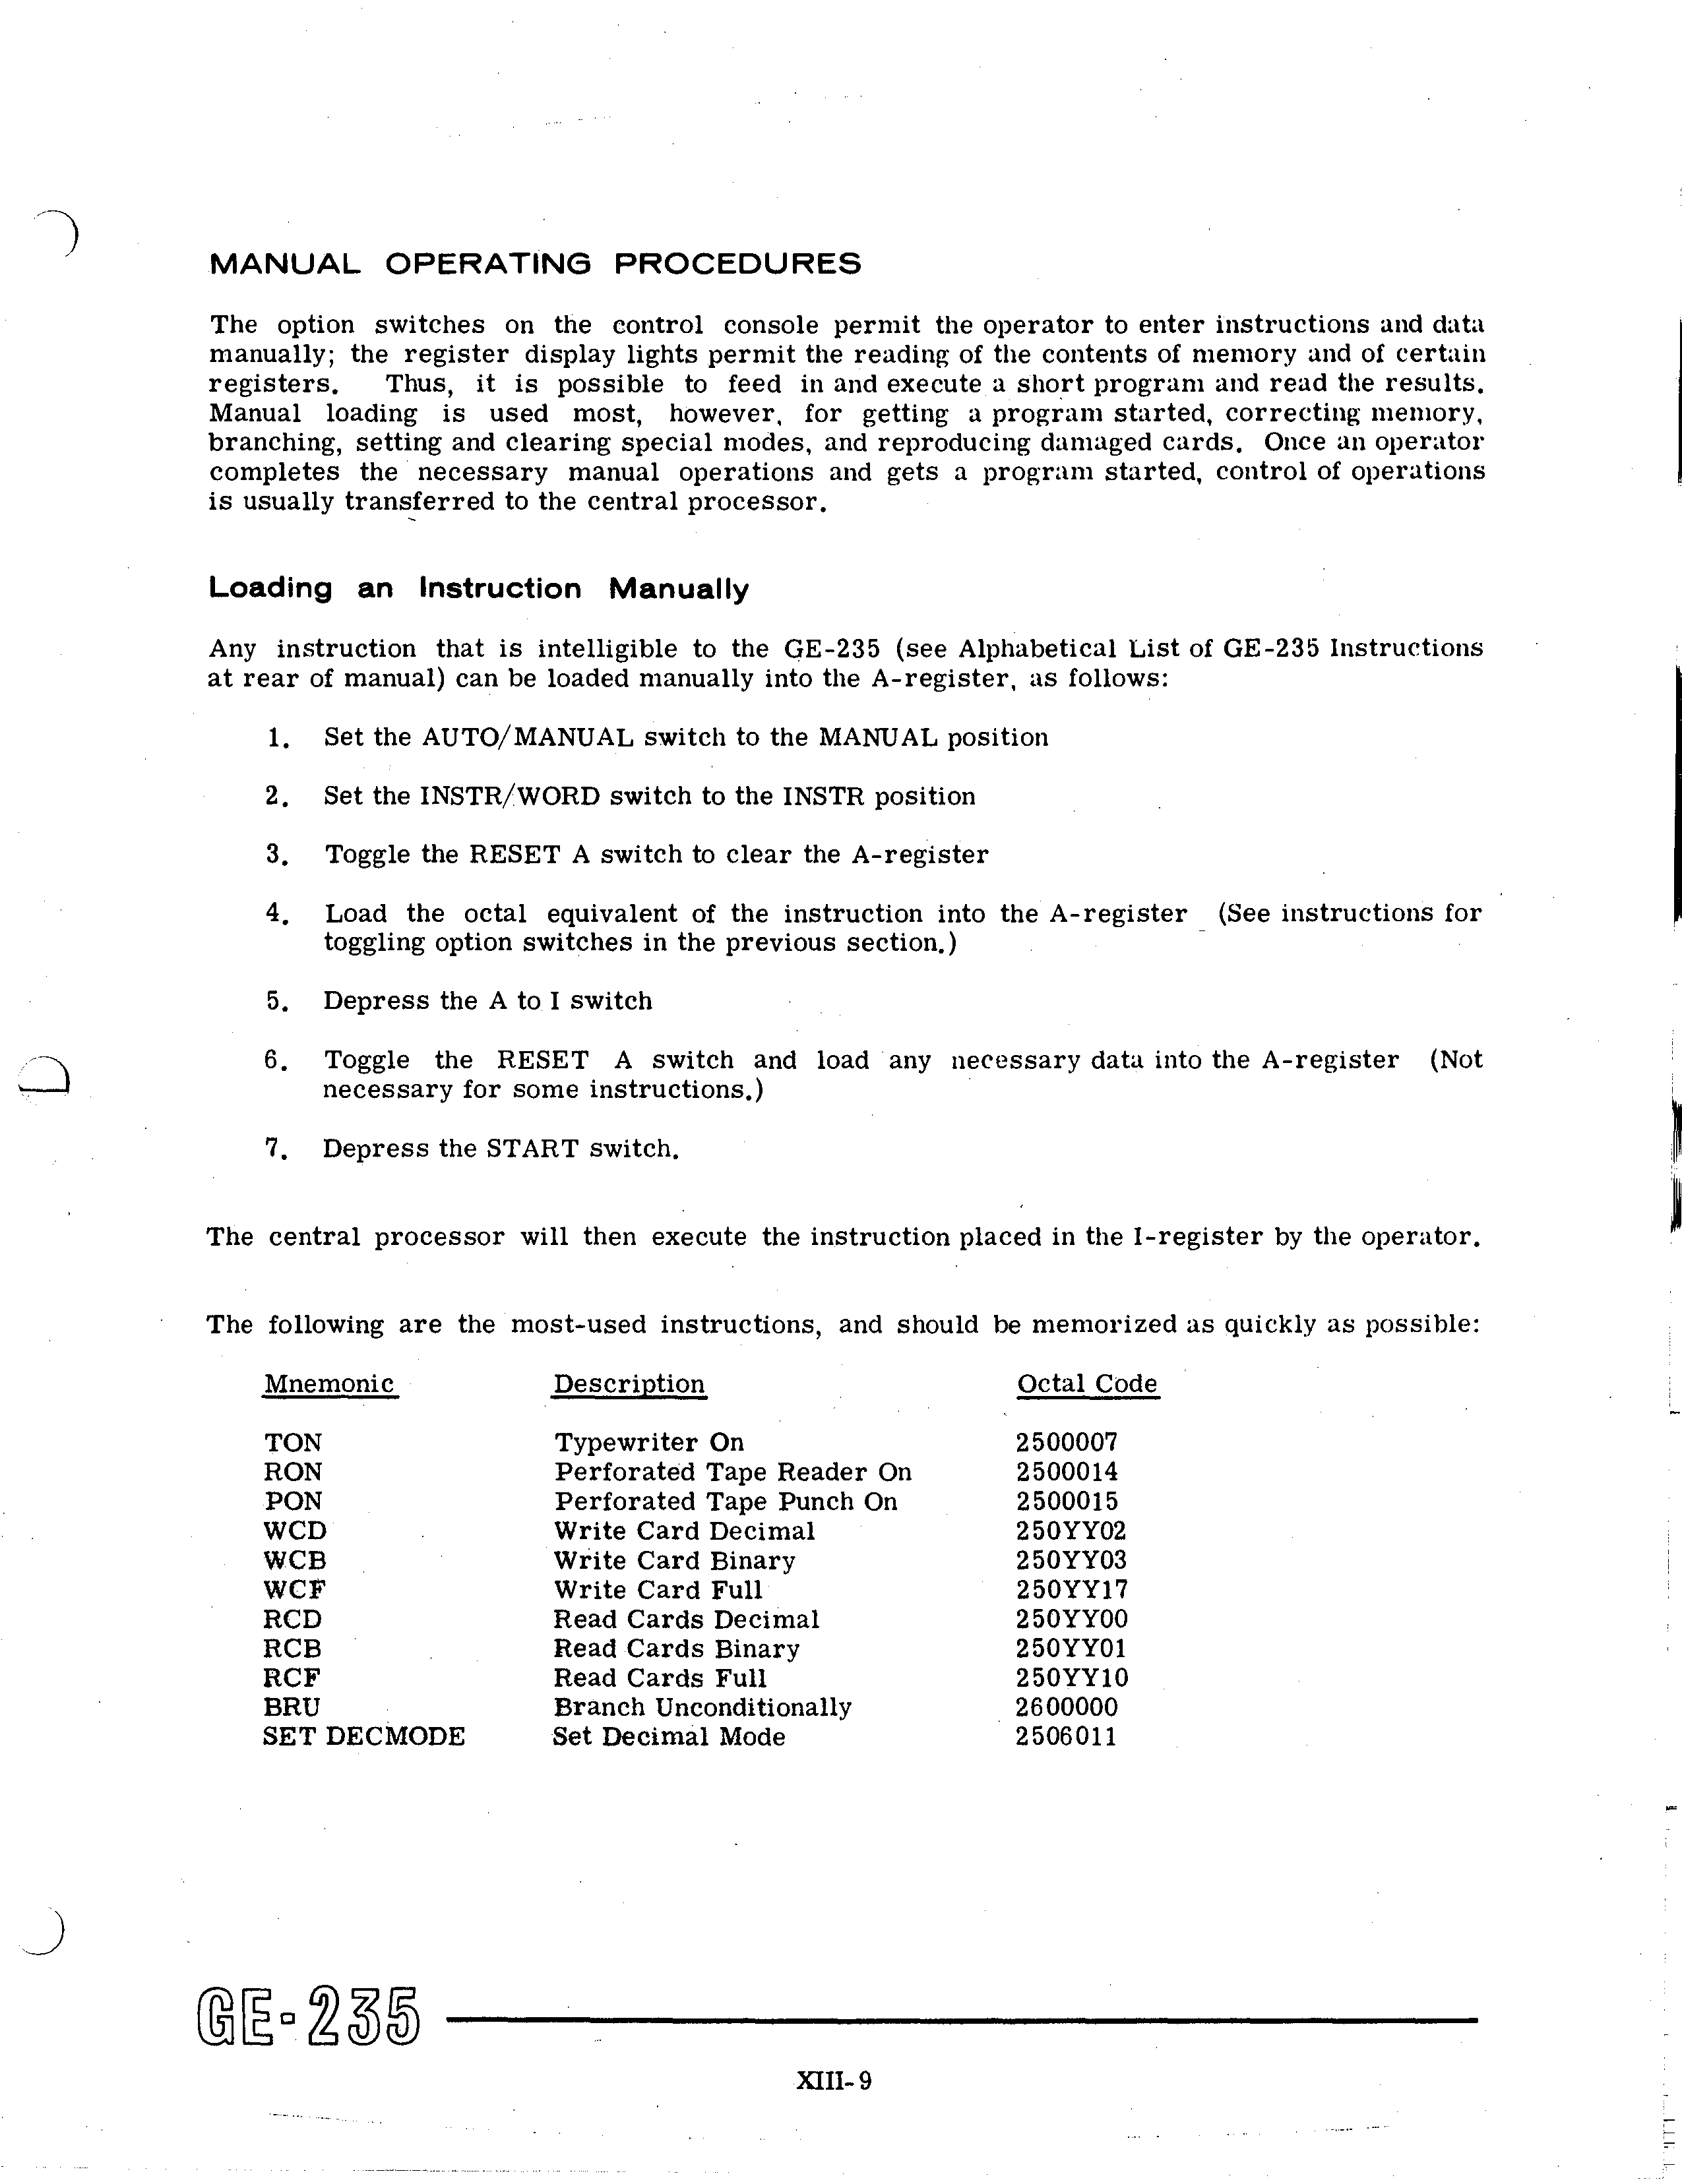 MANUAL OPERATING PROCEDURES
The option switches on the control console permit the operator to enter instructions and data
manually; the register display lights permit the reading of the contents of memory and of certain
registers. Thus, it is possible to feed in and execute a short program and read the results.
Manual loading is used most, however, for getting a program started, correcting memory,
branching, setting and clearing special modes, and reproducing damaged cards. Once an operator
completes the necessary manual operations and gets a program started, control of operations
is usually transferred to the central processor.
Loading an Instruction Manually
Any instruction that is intelligible to the GE-235 (see Alphabetical List of GE-235 Instructions
at rear of manual) can be loaded manually into the A-register, as follows:
1. Set the AUTO/MANUAL switch to the MANUAL position
2. Set the INSTR/WORD switch to the INSTR position
3. Toggle the RESET A switch to clear the A-register
4. Load the octal equivalent of the instruction into the A-register (See instructions for
toggling option switches in the previous section.)
5. Depress the A to I switch
6. Toggle the RESET A switch and load any necessary data into the A-register (Not
necessary for some instructions.)
7. Depress the START switch.
The central processor will then execute the instruction placed in the I-register by the operator.
The following are the most-used instructions, and should be memorized as quickly as possible:
Mnemonic Description Octal Code
TON Typewriter On 2500007
RON Perforated Tape Reader On 2500014
PON Perforated Tape Punch On 2500015
WCD Write Card Decimal 250YY02
WCB Write Card Binary 250YY03
WCF Write Card Full 250YY17
RCD Read Cards Decimal 250YY00
RCB Read Cards Binary 250YY01
RCF Read Cards Full 250YY10
BRU Branch Unconditionally 2600000
SET DECMODE Set Decimal Mode 2506011
GE-235
XIII-9